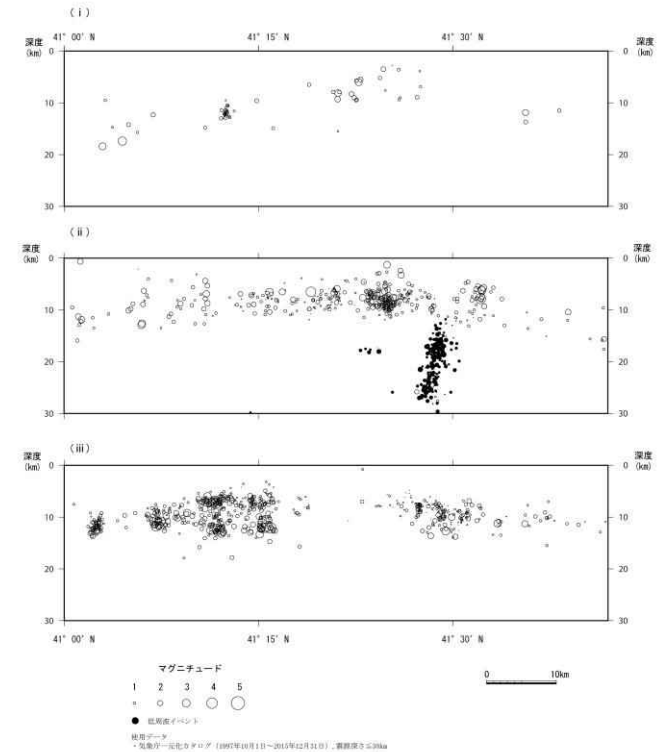 (ⅰ)
深度 41° 00′ N 41° 15′ N 41° 30′ N 深度
(km) (km)
0 0
10 10
20 20
30 30
(ⅱ)
深度 深度
(km) (km)
0 0
10 10
20 20
30 30
(ⅲ)
深度 深度
(km) (km)
0 0
10 10
20 20
30 30
41° 00′ N 41° 15′ N 41° 30′ N
マグニチュード 0 10km
1 2 3 4 5
低周波イベント
使用データ
・気象庁一元化カタログ(1997年10月1日~2015年12月31日)、震源深さ≦30km